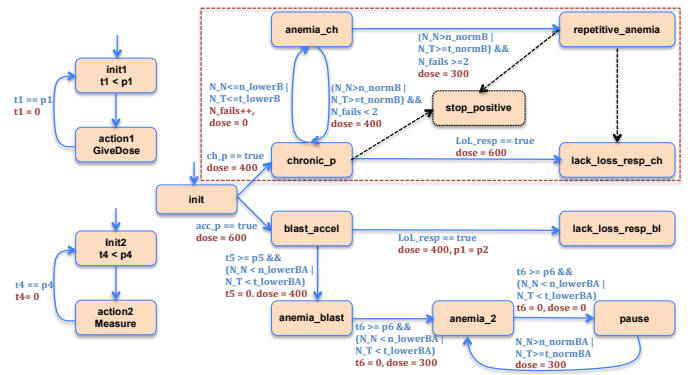 anemia_ch
(N_N>n_normB |
N_T>=t_normB) &&
N_fails >=2
dose = 300
repetitive_anemia
init1
t1 < p1
t1 == p1
t1 = 0
action1
GiveDose
N_N<=n_lowerB |
N_T<=t_lowerB
N_fails++,
dose = 0
(N_N>n_normB |
N_T>=t_normB) &&
N_fails < 2
dose = 400
stop_positive
ch_p == true
dose = 400
chronic_p
LoL_resp == true
dose = 600
lack_loss_resp_ch
init
acc_p == true
dose = 600
blast_accel
LoL_resp == true
dose = 400, p1 = p2
lack_loss_resp_bl
Init2
t4 < p4
t4 == p4
t4= 0
action2
Measure
t5 >= p5 &&
(N_N < n_lowerBA |
N_T < t_lowerBA)
t5 = 0. dose = 400
anemia_blast
t6 >= p6 &&
(N_N < n_lowerBA |
N_T < t_lowerBA)
t6 = 0, dose = 300
anemia_2
t6 >= p6 &&
(N_N < n_lowerBA |
N_T < t_lowerBA)
t6 = 0, dose = 0
pause
N_N>n_normBA |
N_T>=t_normBA
dose = 300